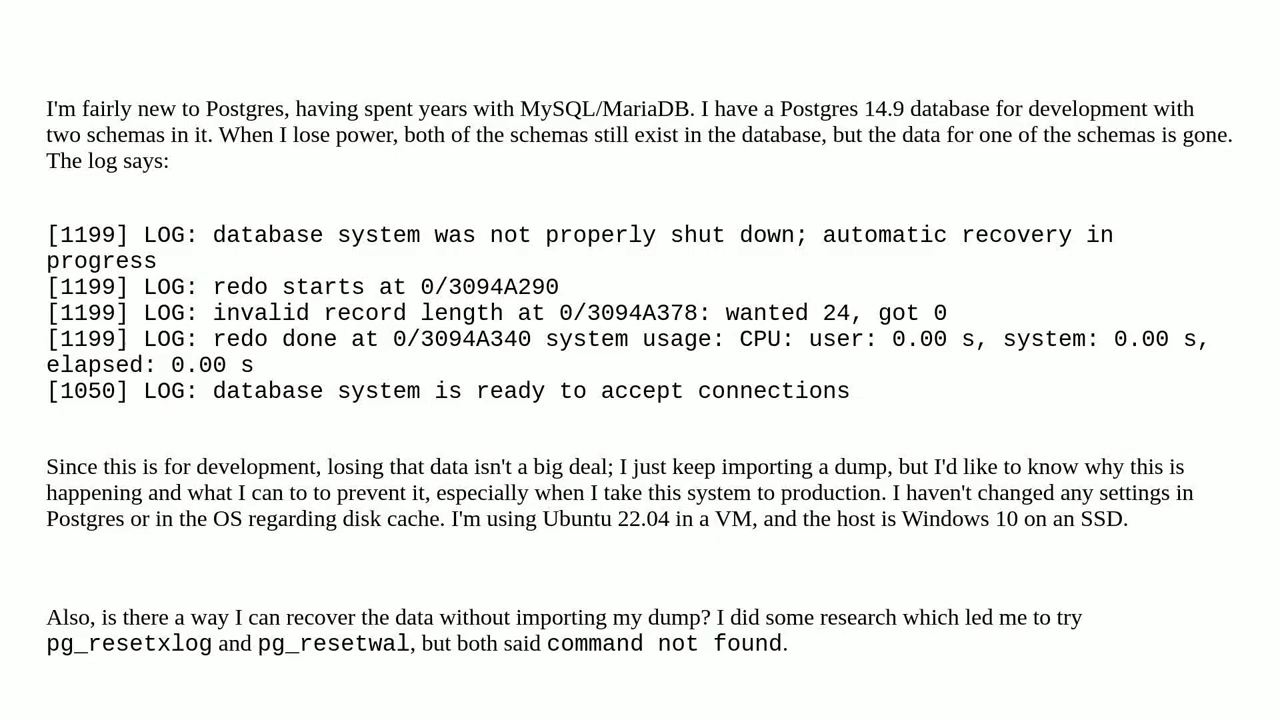 I'm fairly new to Postgres, having spent years with MySQL/MariaDB. I have a Postgres 14.9 database for development with
two schemas in it. When I lose power, both of the schemas still exist in the database, but the data for one of the schemas is gone.
The log says:
[1199] LOG: database system was not properly shut down; automatic recovery in
progress
[1199] LOG: redo starts at 0/3094A290
[1199] LOG: invalid record length at 0/3094A378: wanted 24, got 0
[1199] LOG: redo done at 0/3094A340 system usage: CPU: user: 0.00 s, system: 0.00 s,
elapsed: 0.00 s
[1050] LOG: database system is ready to accept connections
Since this is for development, losing that data isn't a big deal; I just keep importing a dump, but I'd like to know why this is
happening and what I can to to prevent it, especially when I take this system to production. I haven't changed any settings in
Postgres or in the OS regarding disk cache. I'm using Ubuntu 22.04 in a VM, and the host is Windows 10 on an SSD.
Also, is there a way I can recover the data without importing my dump? I did some research which led me to try
pg_resetxlog and pg_resetwal, but both said command not found.